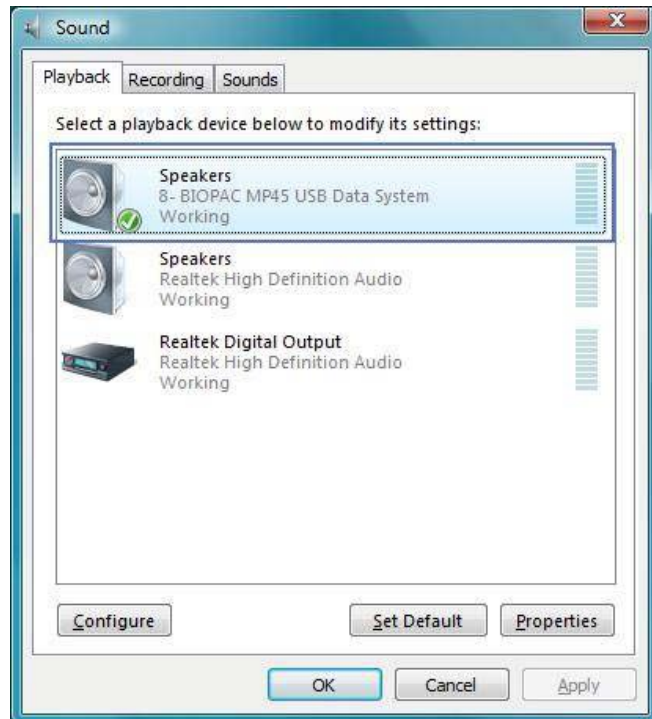 Sound
Playback Recording Sounds
Select a playback device below to modify its settings:
Speakers
8- BIOPAC MP45 USB Data System
Working
Speakers
Realtek High Definition Audio
Working
Realtek Digital Output
Realtek High Definition Audio
Working
Configure Set Default Properties
OK Cancel Apply